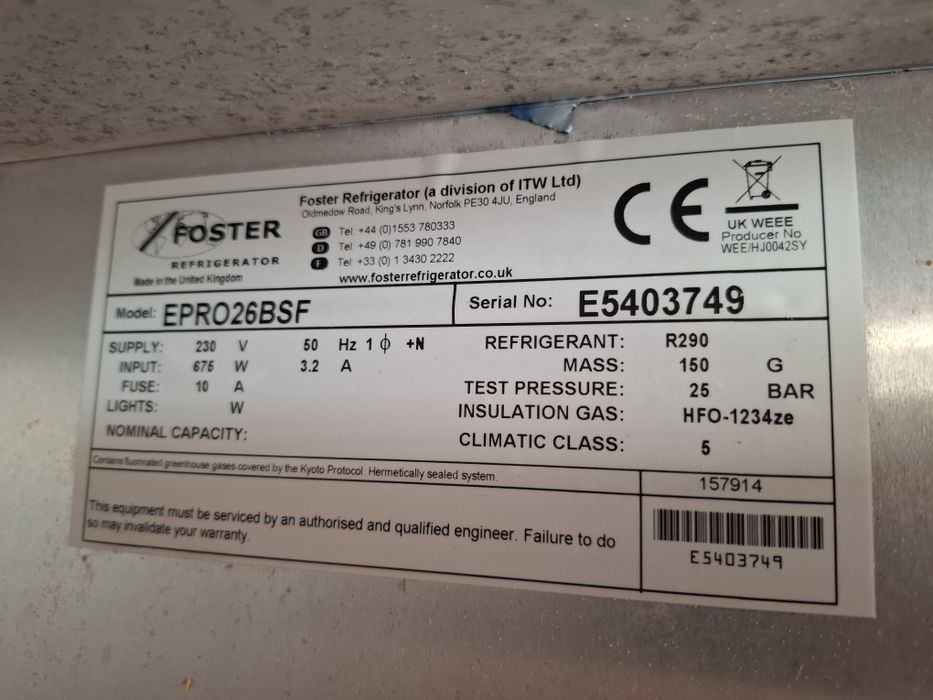 FOSTER
REFRIGERATOR
Made in the United Kingdom
Foster Refrigerator (a division of ITW Ltd)
Oldmedow Road, King's Lynn, Norfolk PE30 4JU, England
GB Tel: +44 (0)1553 780333
D Tel: +49 (0) 781 990 7840
F Tel: +33 (0) 1 3430 2222
www.fosterrefrigerator.co.uk
CE
UK WEEE
Producer No
WEE/HJ0042SY
Model: EPRO26BSF
Serial No: E5403749
SUPPLY: 230 V 50 Hz 1 ϕ +N
INPUT: 675 W 3.2 A
FUSE: 10 A
LIGHTS: W
NOMINAL CAPACITY:
REFRIGERANT: R290
MASS: 150 G
TEST PRESSURE: 25 BAR
INSULATION GAS: HFO-1234ze
CLIMATIC CLASS: 5
Contains fluorinated greenhouse gases covered by the Kyoto Protocol. Hermetically sealed system.
157914
This equipment must be serviced by an authorised and qualified engineer. Failure to do
so may invalidate your warranty.
E5403749